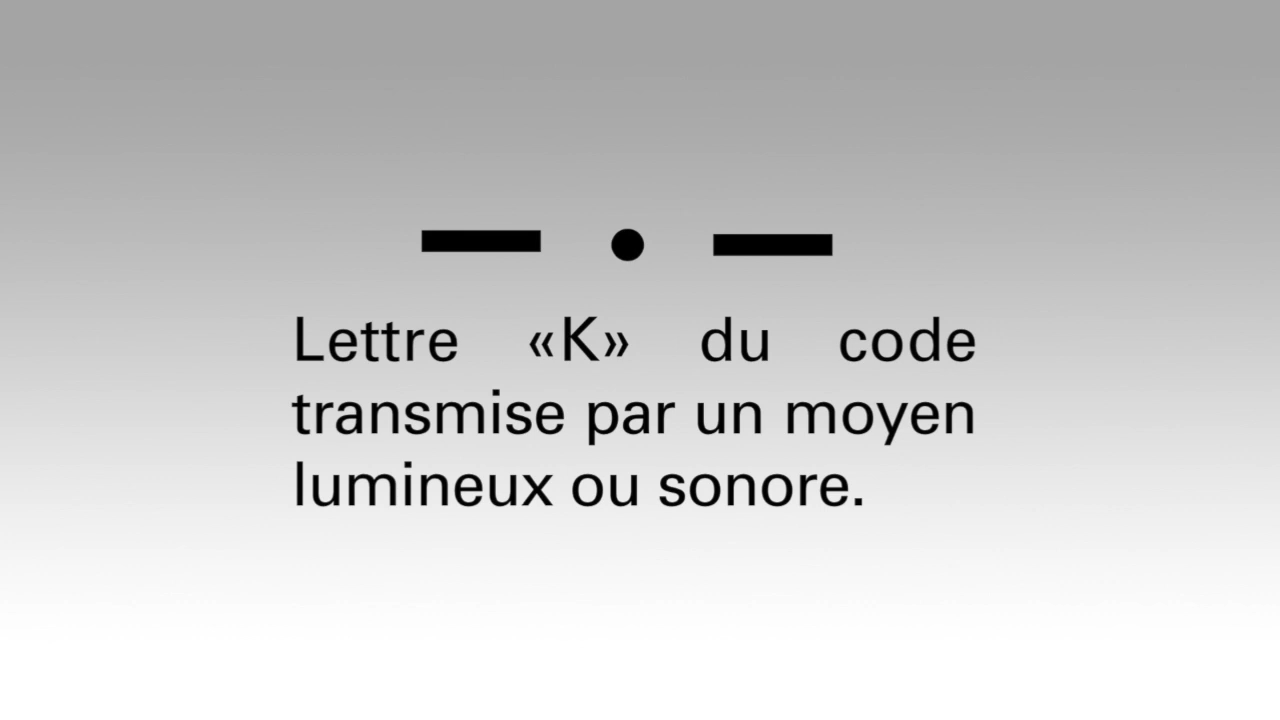 Lettre «K» du code
transmise par un moyen
lumineux ou sonore.